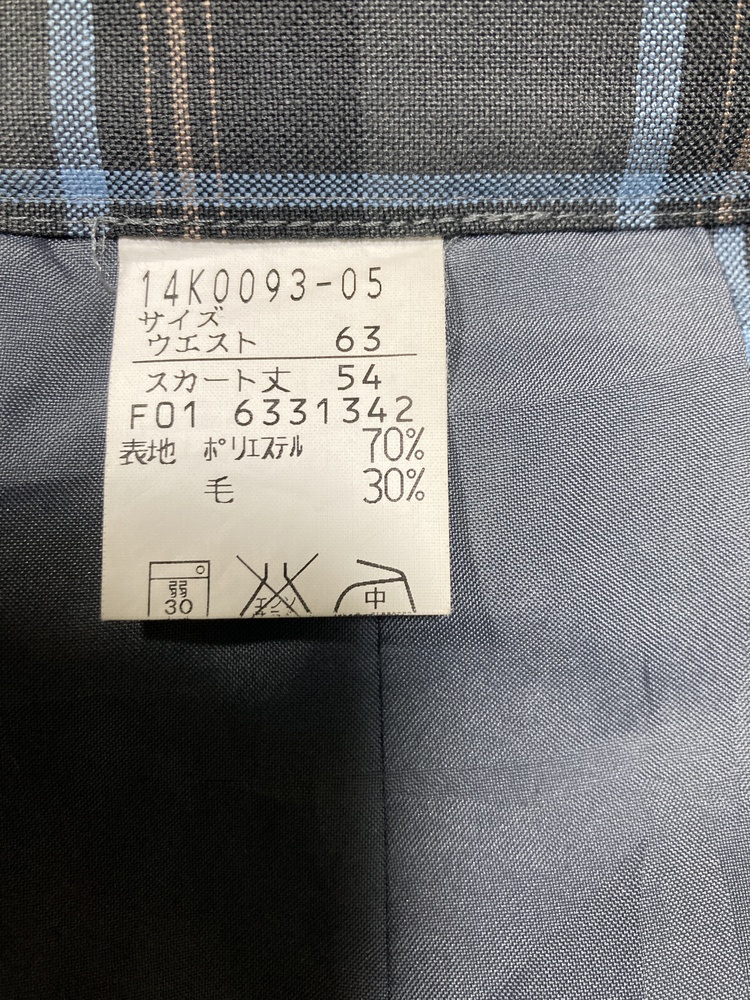 14K0093-05
サイズ
ウエスト 63
スカート丈 54
F01 6331342
表地 ポリエステル 70%
毛 30%
弱
30
中